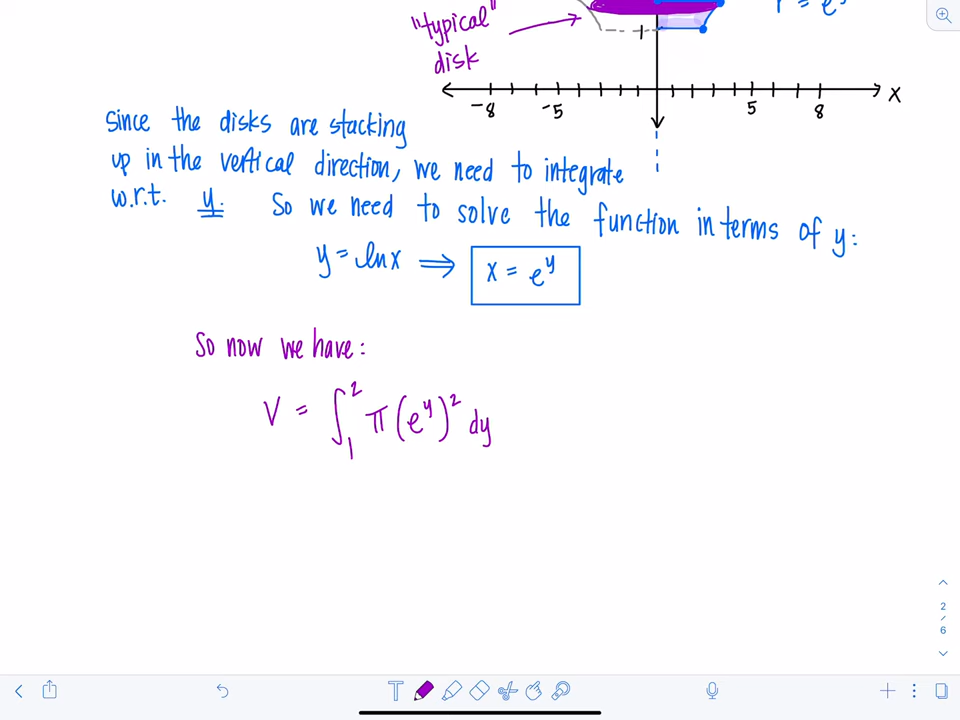 "typical"
disk
r = e^y
1
-8 -5 5 8 x
Since the disks are stacking
up in the vertical direction, we need to integrate
w.r.t. y. So we need to solve the function in terms of y:
y = ln x ⟹ x = e^y
So now we have:
V = ∫₁² π(e^y)² dy
2
/
6
T